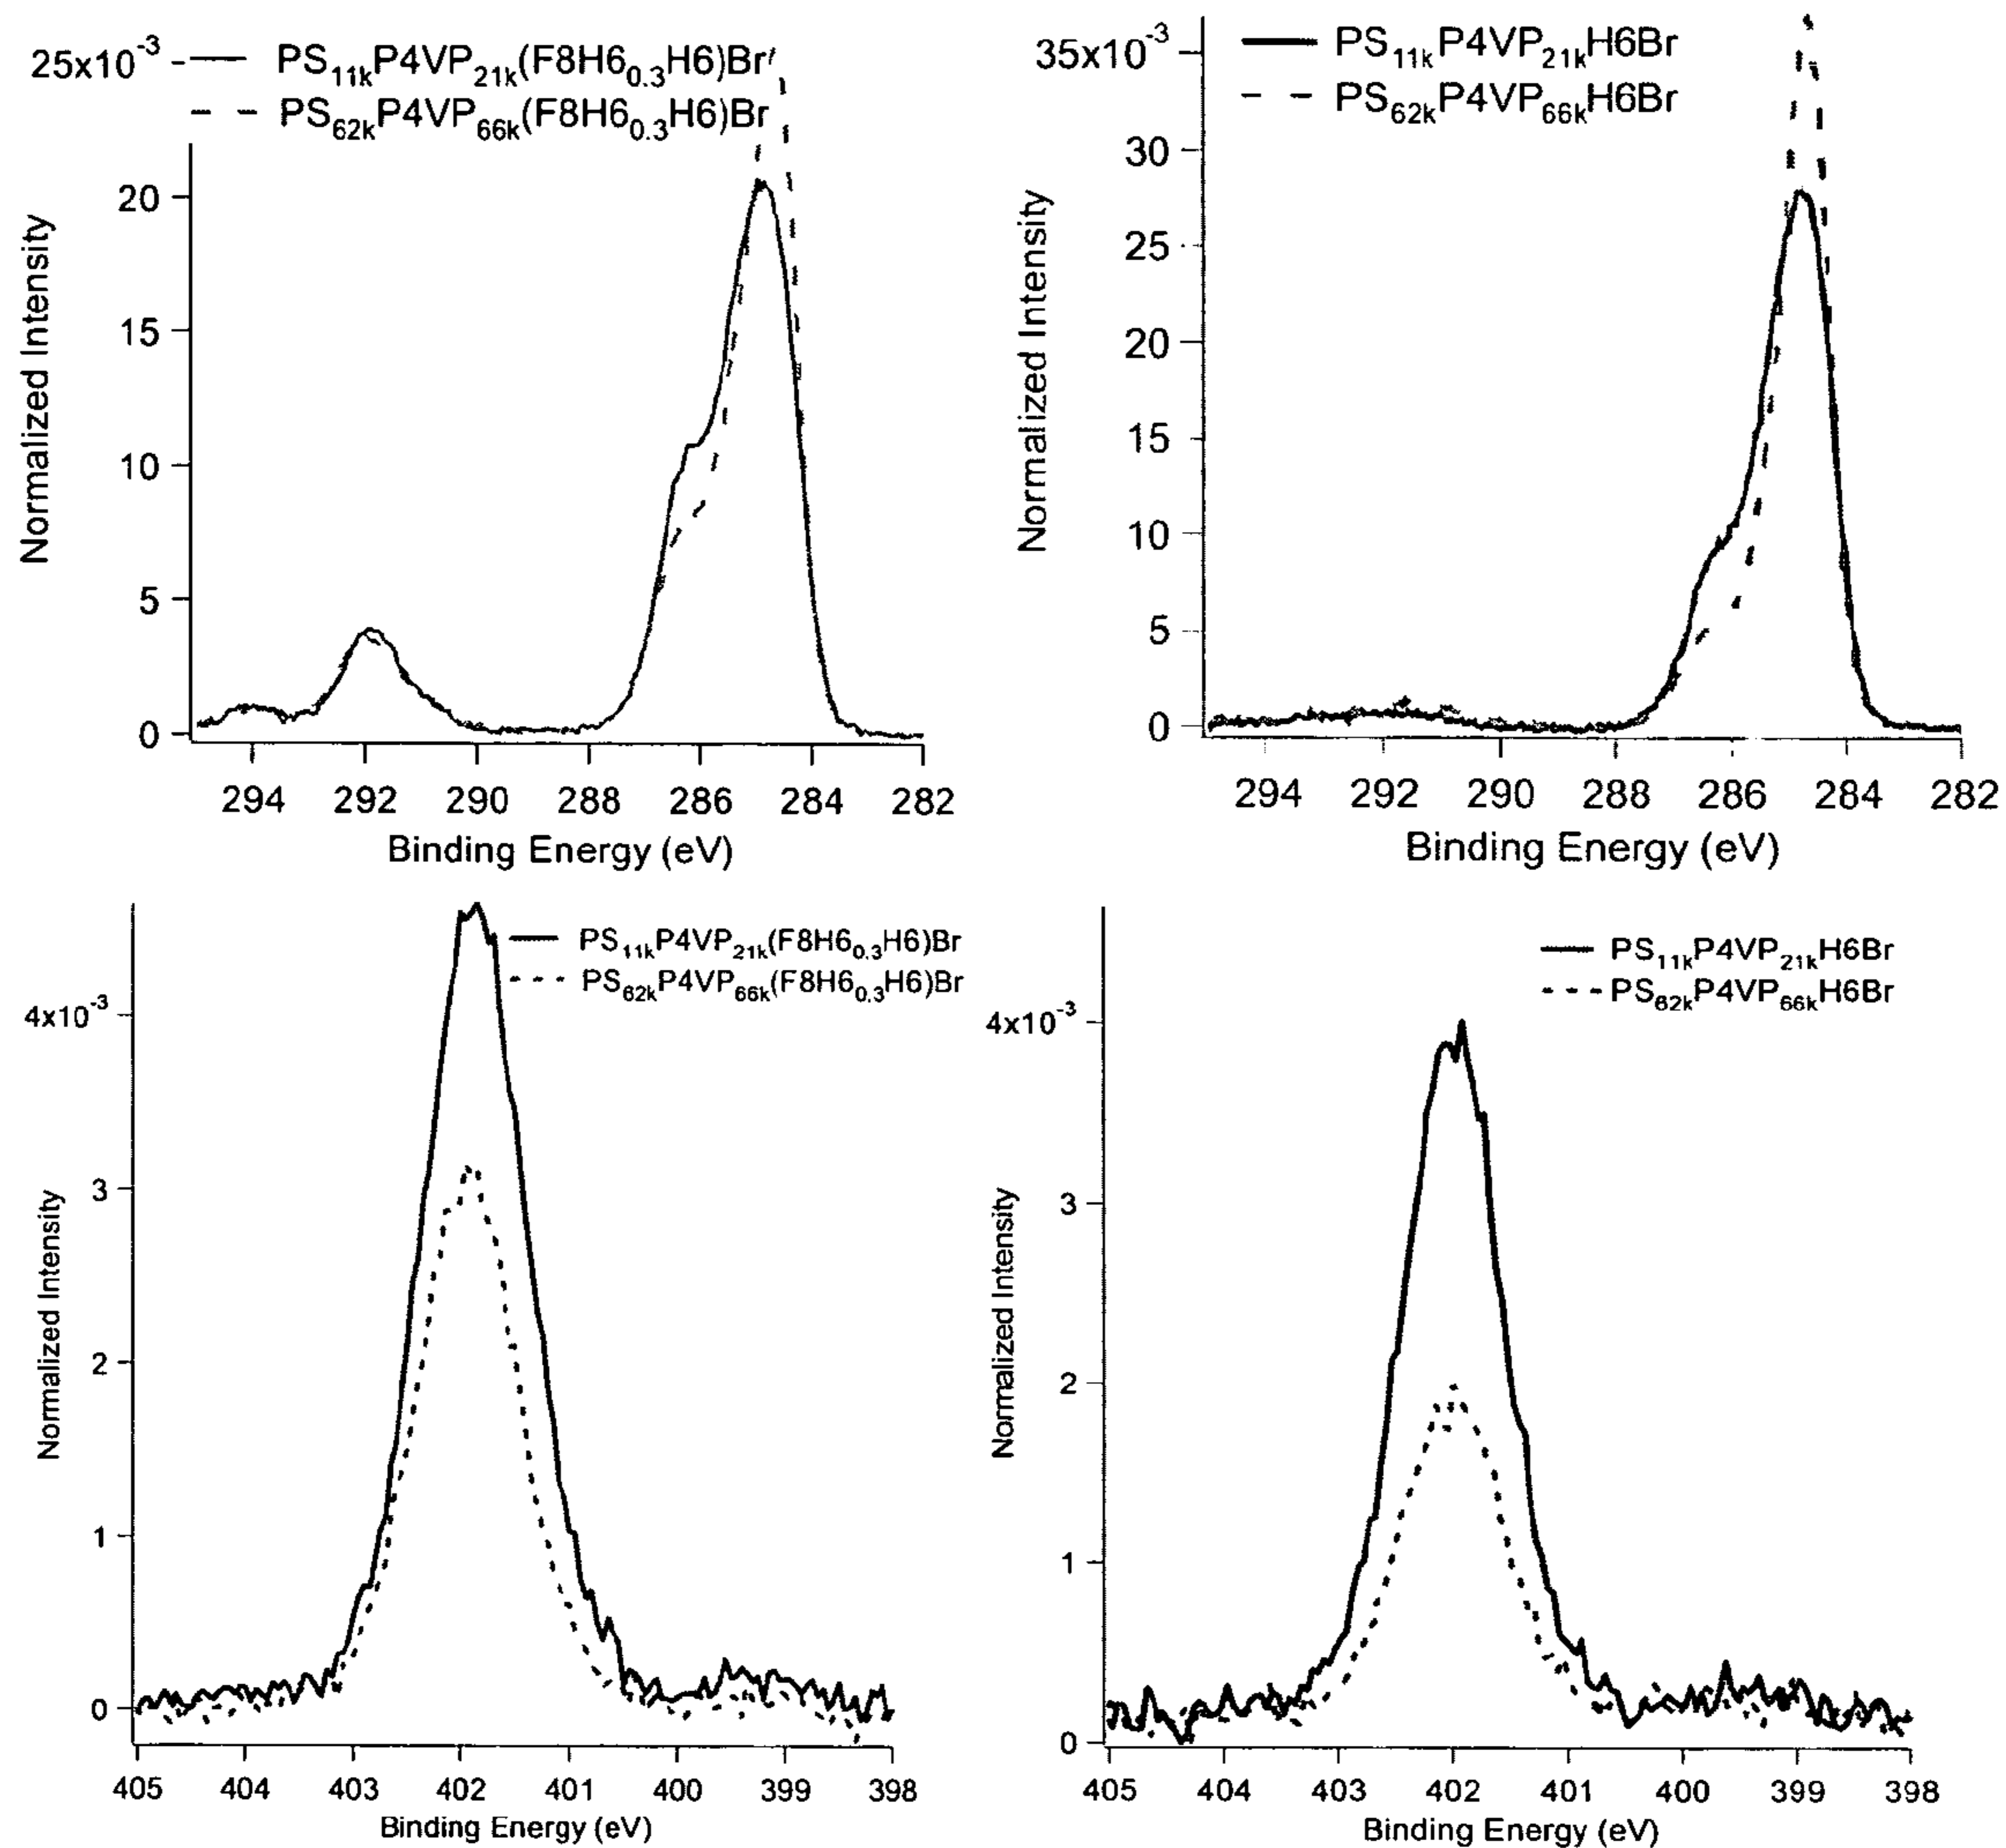 25x10⁻³
PS₁₁ₖP4VP₂₁ₖ(F8H6₀.₃H6)Br
PS₆₂ₖP4VP₆₆ₖ(F8H6₀.₃H6)Br
20
15
10
5
0
Normalized Intensity
294 292 290 288 286 284 282
Binding Energy (eV)
35x10⁻³
PS₁₁ₖP4VP₂₁ₖH6Br
PS₆₂ₖP4VP₆₆ₖH6Br
30
25
20
15
10
5
0
Normalized Intensity
294 292 290 288 286 284 282
Binding Energy (eV)
PS₁₁ₖP4VP₂₁ₖ(F8H6₀.₃H6)Br
PS₆₂ₖP4VP₆₆ₖ(F8H6₀.₃H6)Br
4x10⁻³
3
2
1
0
Normalized Intensity
405 404 403 402 401 400 399 398
Binding Energy (eV)
PS₁₁ₖP4VP₂₁ₖH6Br
PS₆₂ₖP4VP₆₆ₖH6Br
4x10⁻³
3
2
1
0
Normalized Intensity
405 404 403 402 401 400 399 398
Binding Energy (eV)